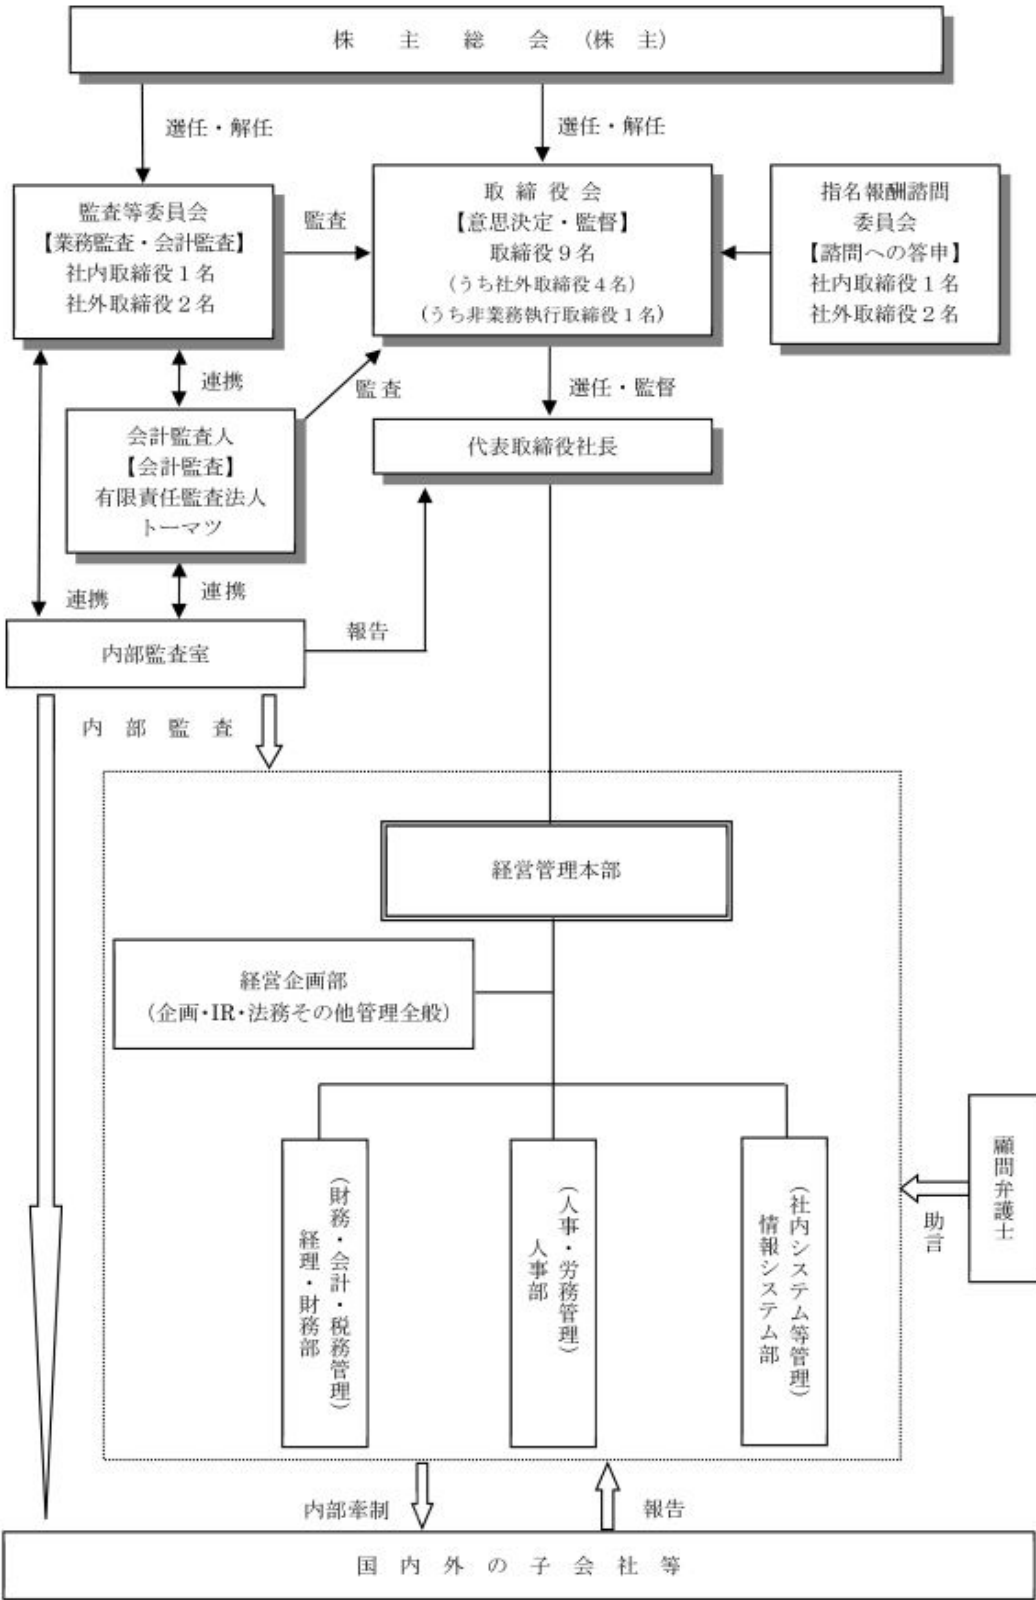 株 主 総 会 (株 主)
選任・解任
選任・解任
監査等委員会
【業務監査・会計監査】
社内取締役１名
社外取締役２名
監査
取 締 役 会
【意思決定・監督】
取締役９名
(うち社外取締役４名)
(うち非業務執行取締役１名)
指名報酬諮問
委員会
【諮問への答申】
社内取締役１名
社外取締役２名
連携
監査
選任・監督
会計監査人
【会計監査】
有限責任監査法人
トーマツ
代表取締役社長
連携
連携
報告
内部監査室
内 部 監 査
経営管理本部
経営企画部
(企画・IR・法務その他管理全般)
(財務・会計・税務管理)
経理・財務部
(人事・労務管理)
人事部
(社内システム等管理)
情報システム部
顧問弁護士
助言
内部牽制
報告
国 内 外 の 子 会 社 等